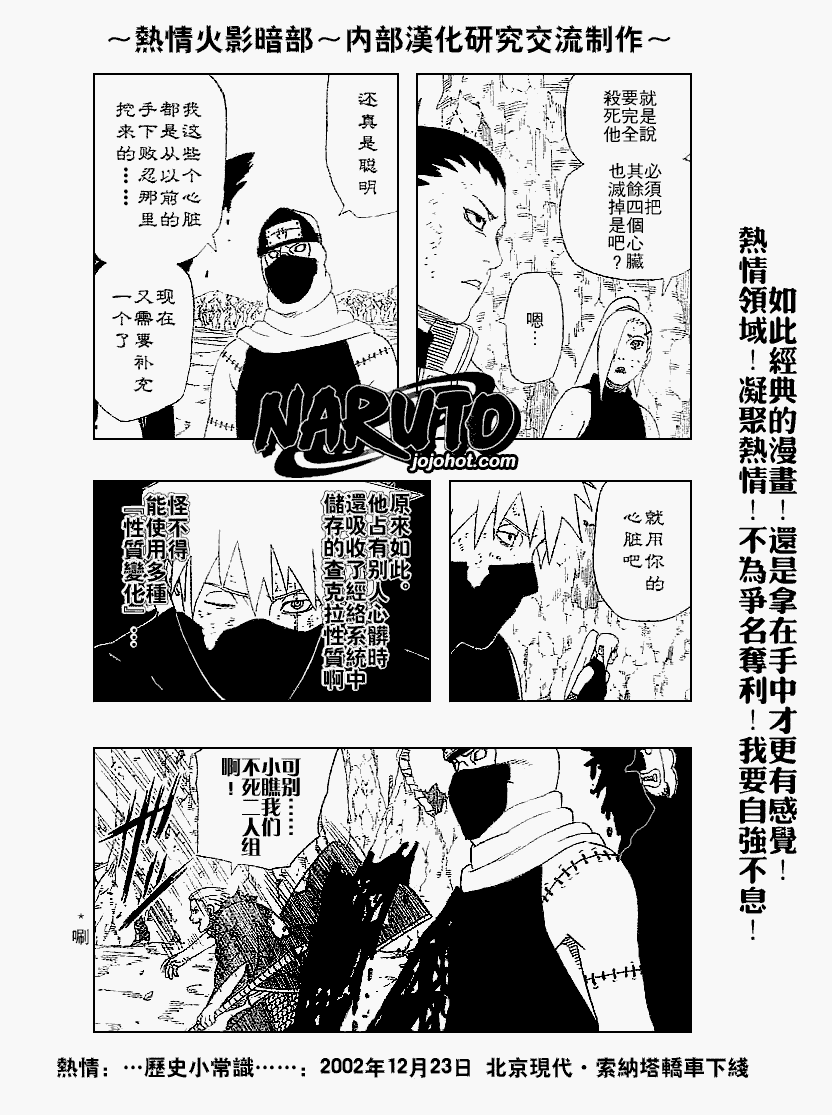 ～熱情火影暗部～内部漢化研究交流制作～
就是說
要完全
殺死他
必須把
其餘四個心臟
也滅掉是吧？
嗯…
还真是聪明
我这些个心脏
都是从以前的
手下败忍那里
挖来的……
现在
又需要补充
一个了
NARUTO
jojohot.com
就用你的
心脏吧
原來如此．
他占有别人心髒時
還吸收了經絡系統中
儲存的查克拉性質啊
怪不得
能使用多種
『性質變化』…
可别……
小瞧我们
不死二人组
啊！
*唰
如此經典的漫畫！還是拿在手中才更有感覺！
熱情領域！凝聚熱情！不為爭名奪利！我要自強不息！
熱情：…歷史小常識……：2002年12月23日 北京現代·索納塔轎車下綫